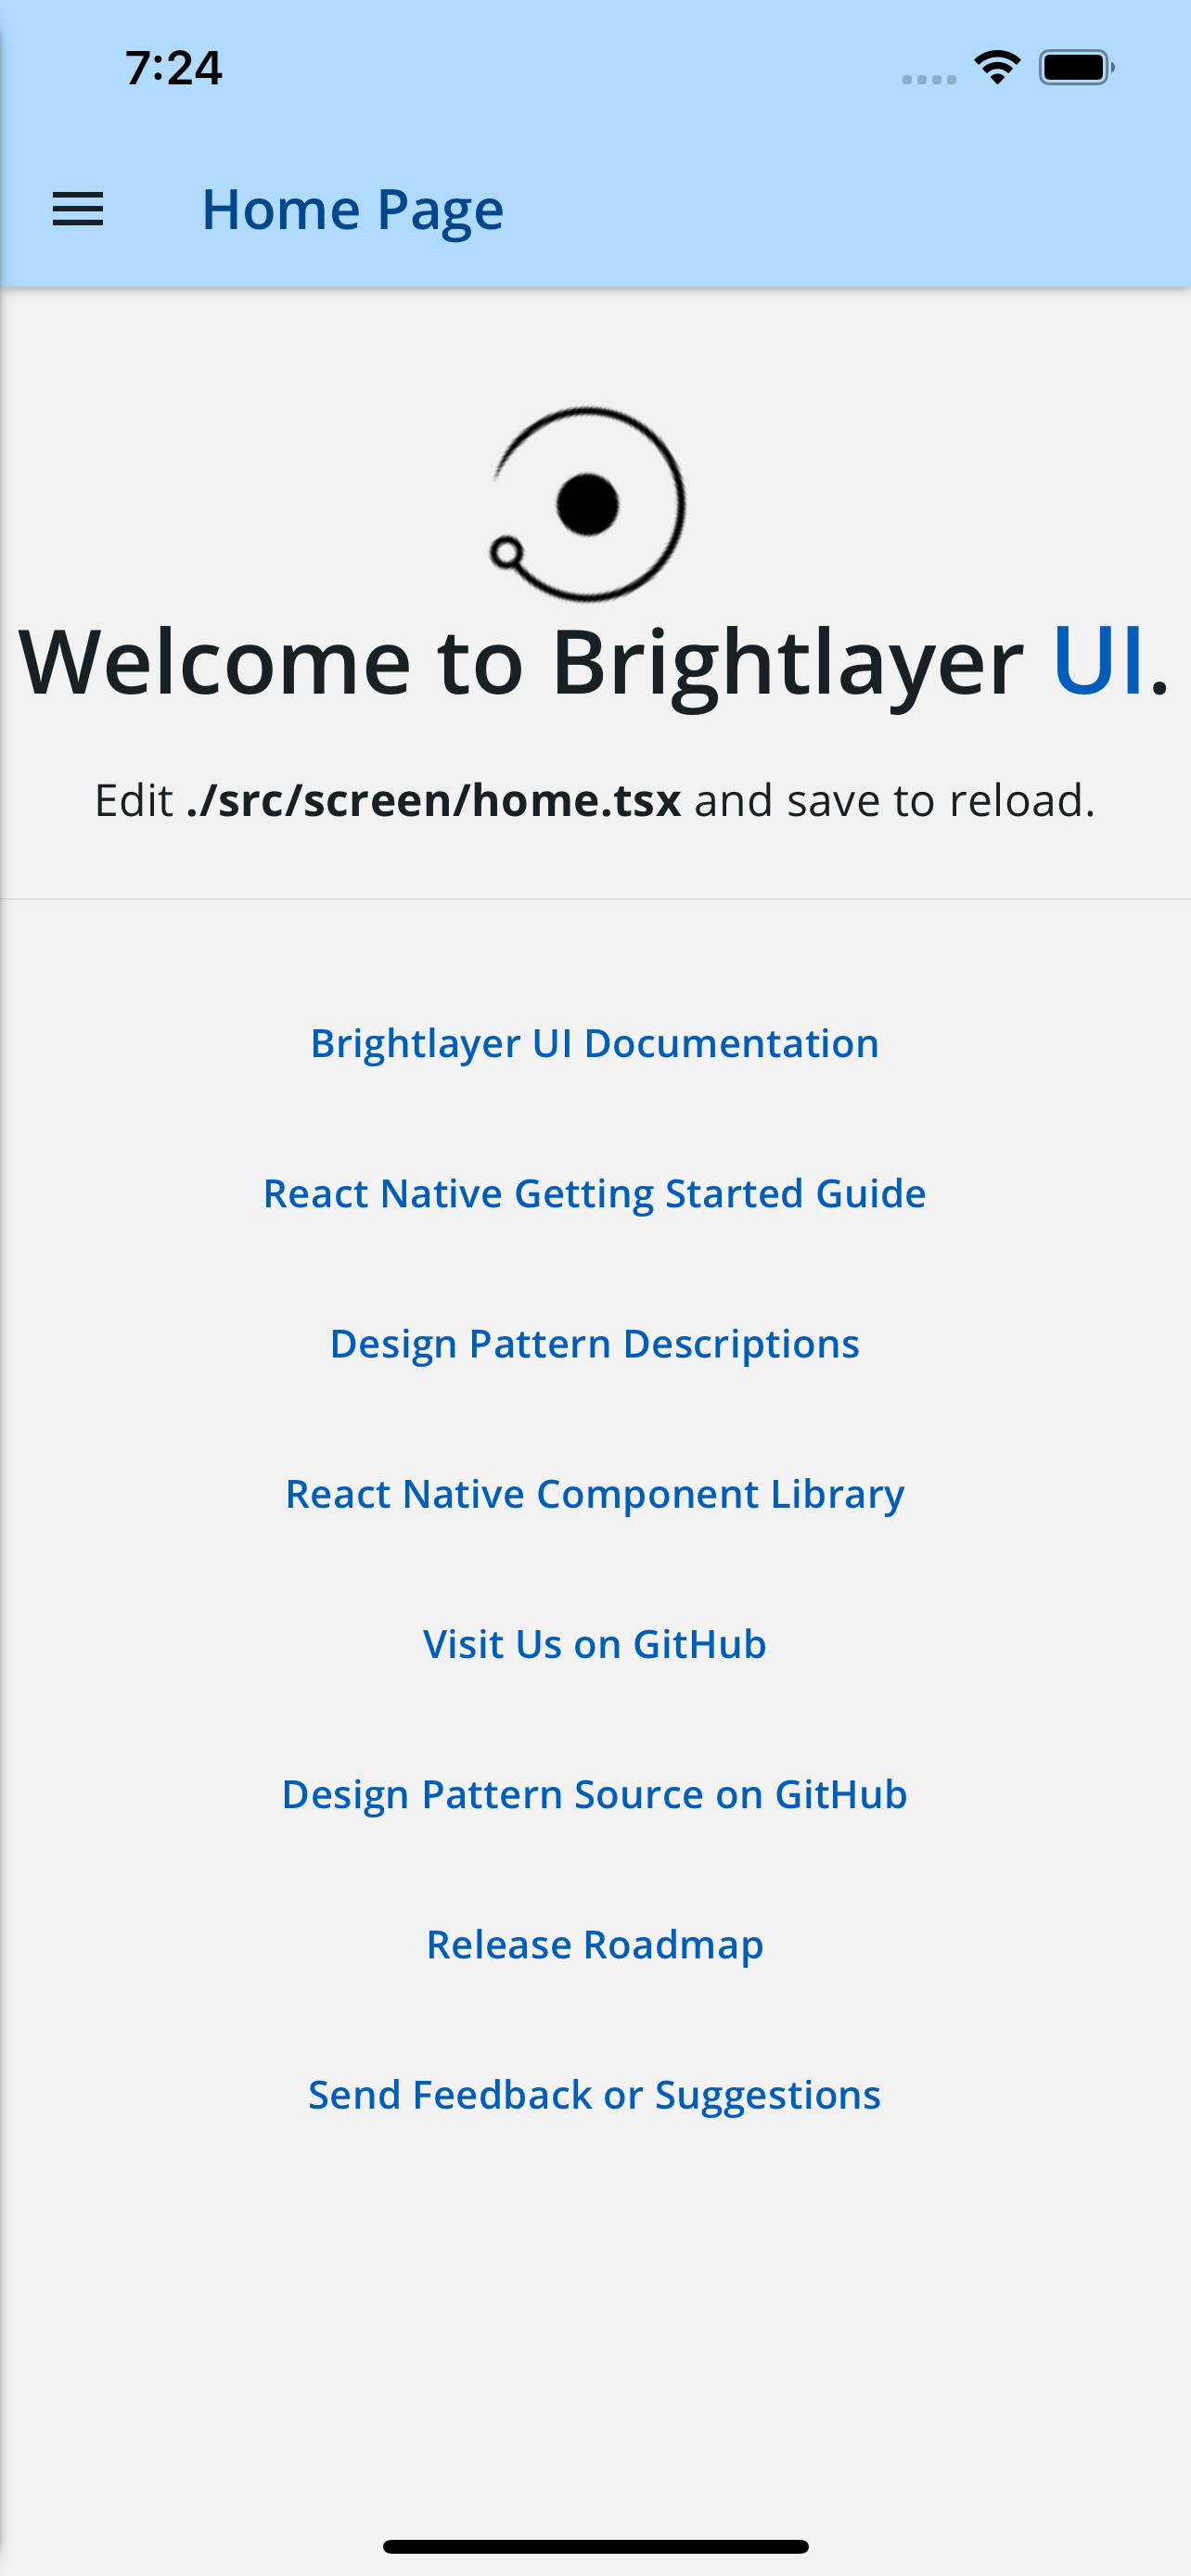 7:24
Home Page
Welcome to Brightlayer UI.
Edit ./src/screen/home.tsx and save to reload.
Brightlayer UI Documentation
React Native Getting Started Guide
Design Pattern Descriptions
React Native Component Library
Visit Us on GitHub
Design Pattern Source on GitHub
Release Roadmap
Send Feedback or Suggestions